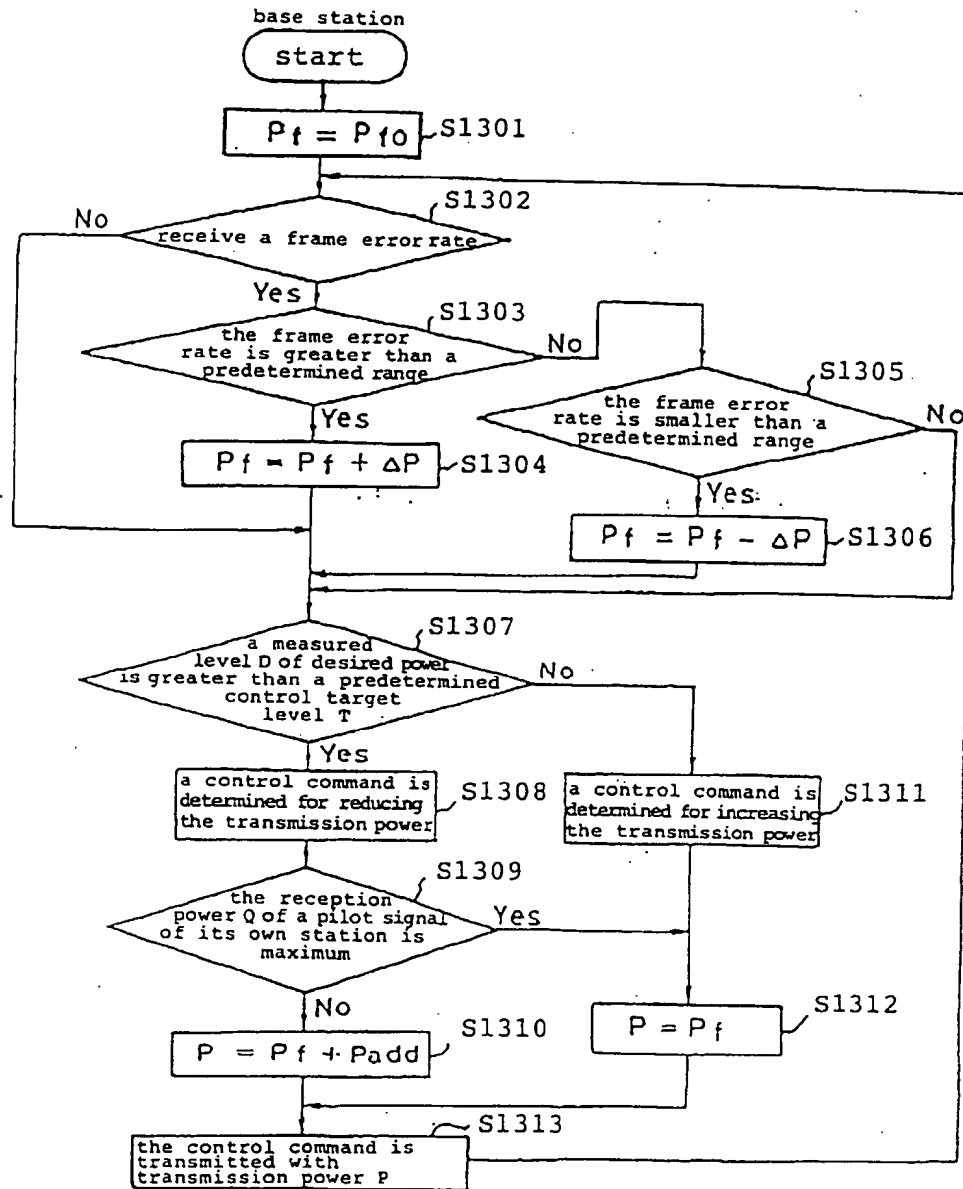 base station
start
Pf = Pfo
S1301
S1302
No
receive a frame error rate
Yes
S1303
the frame error
rate is greater than a
predetermined range
No
S1305
the frame error
rate is smaller than a
predetermined range
No
Yes
Pf = Pf + ΔP
S1304
Yes
Pf = Pf - ΔP
S1306
S1307
a measured
level D of desired power
is greater than a predetermined
control target
level T
No
Yes
a control command is
determined for reducing
the transmission power
S1308
a control command is
determined for increasing
the transmission power
S1311
S1309
the reception
power Q of a pilot signal
of its own station is
maximum
Yes
No
S1310
P = Pf + Padd
S1312
P = Pf
S1313
the control command is
transmitted with
transmission power P